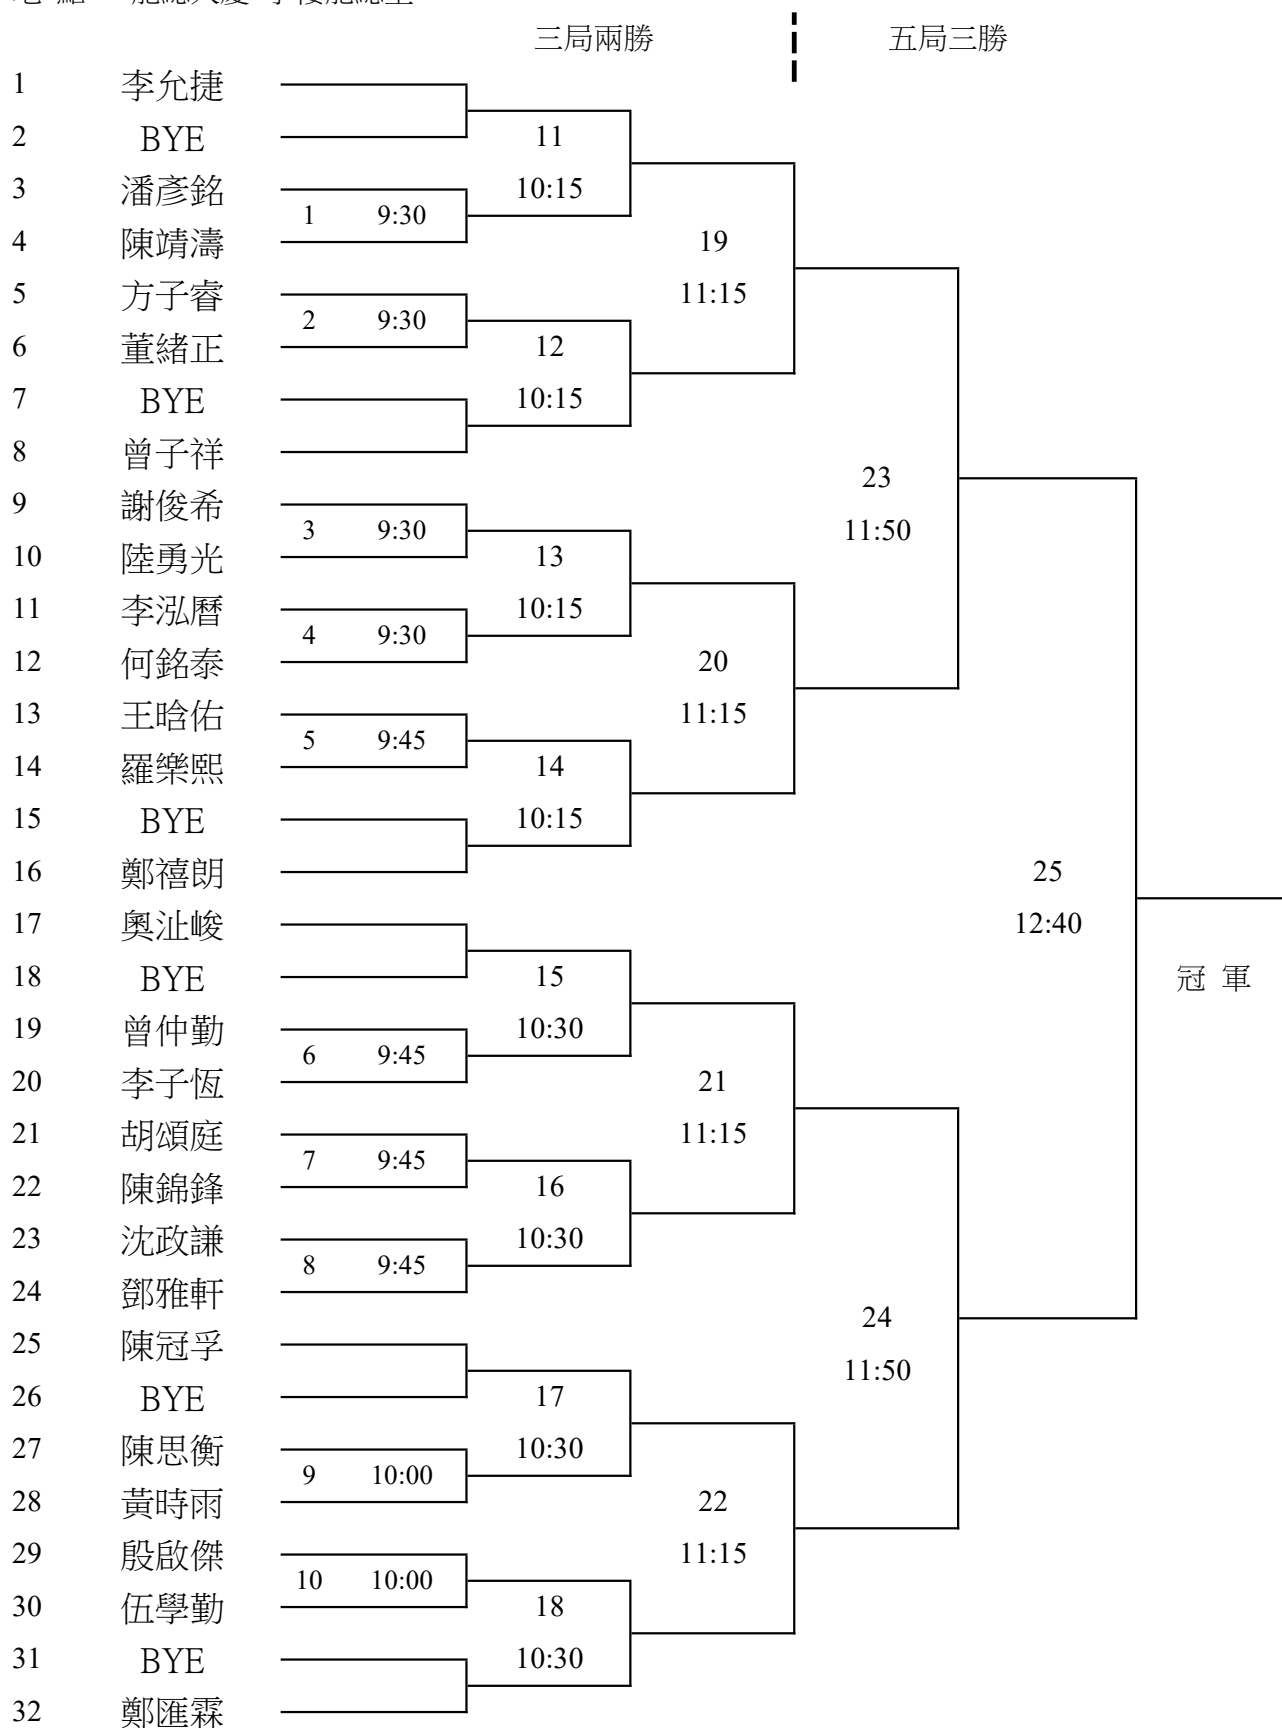 三局兩勝 五局三勝
1 李允捷
2 BYE 11
3 潘彥銘 10:15
1 9:30
4 陳靖濤 19
5 方子睿 11:15
2 9:30
6 董緒正 12
7 BYE 10:15
8 曾子祥
23
9 謝俊希
3 9:30 11:50
10 陸勇光 13
11 李泓曆 10:15
4 9:30
12 何銘泰 20
13 王晗佑 11:15
5 9:45
14 羅樂熙 14
15 BYE 10:15
16 鄭禧朗 25
17 奧沚峻 12:40
18 BYE 15 冠 軍
19 曾仲勤 10:30
6 9:45
20 李子恆 21
21 胡頌庭 11:15
7 9:45
22 陳錦鋒 16
23 沈政謙 10:30
8 9:45
24 鄧雅軒
24
25 陳冠孚
11:50
26 BYE 17
27 陳思衡 10:30
9 10:00
28 黃時雨 22
29 殷啟傑 11:15
10 10:00
30 伍學勤 18
31 BYE 10:30
32 鄭匯霖